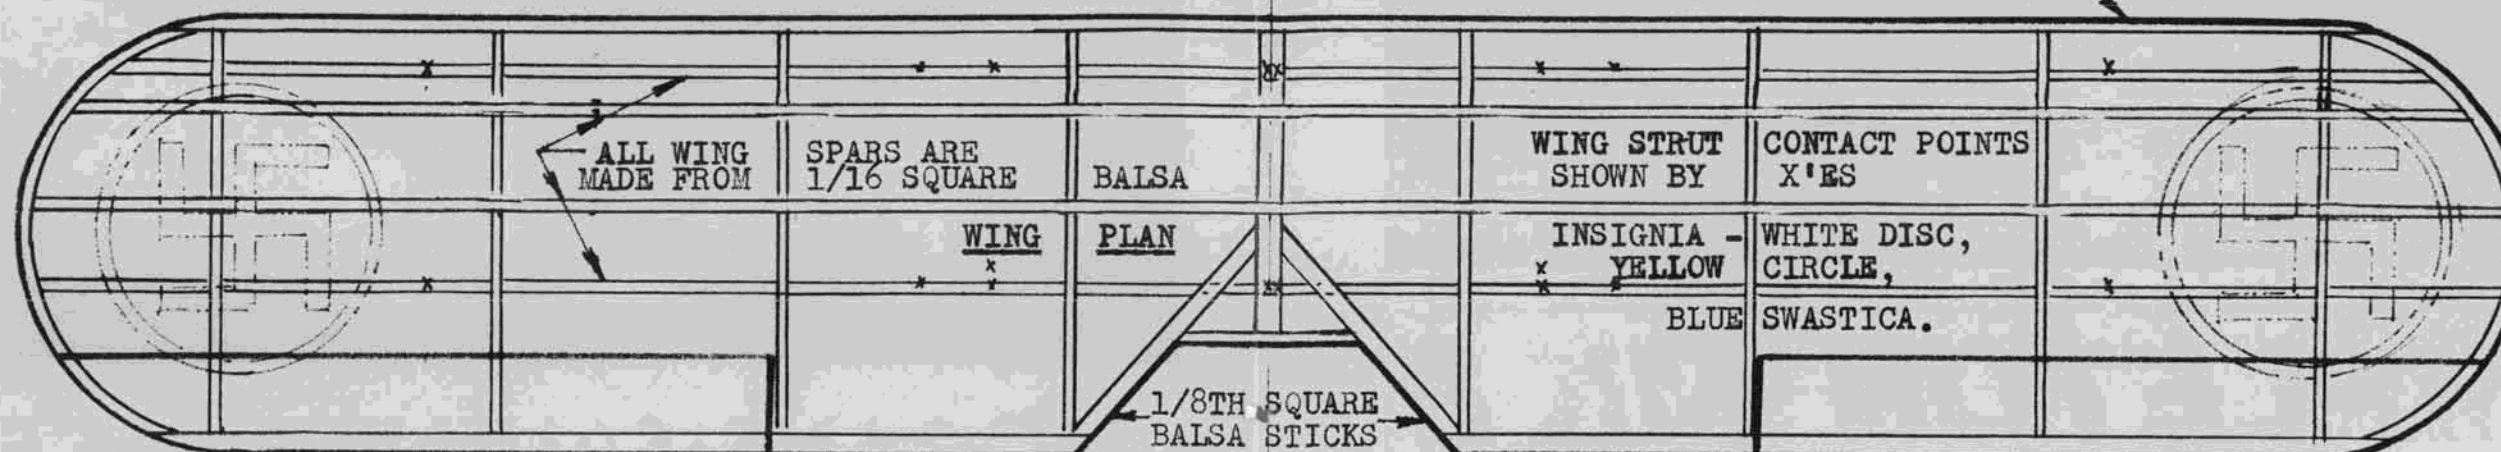 ALL WING SPARS ARE
MADE FROM 1/16 SQUARE BALSA
WING PLAN
WING STRUT CONTACT POINTS
SHOWN BY X'ES
INSIGNIA - WHITE DISC,
YELLOW CIRCLE,
BLUE SWASTICA.
1/8TH SQUARE
BALSA STICKS